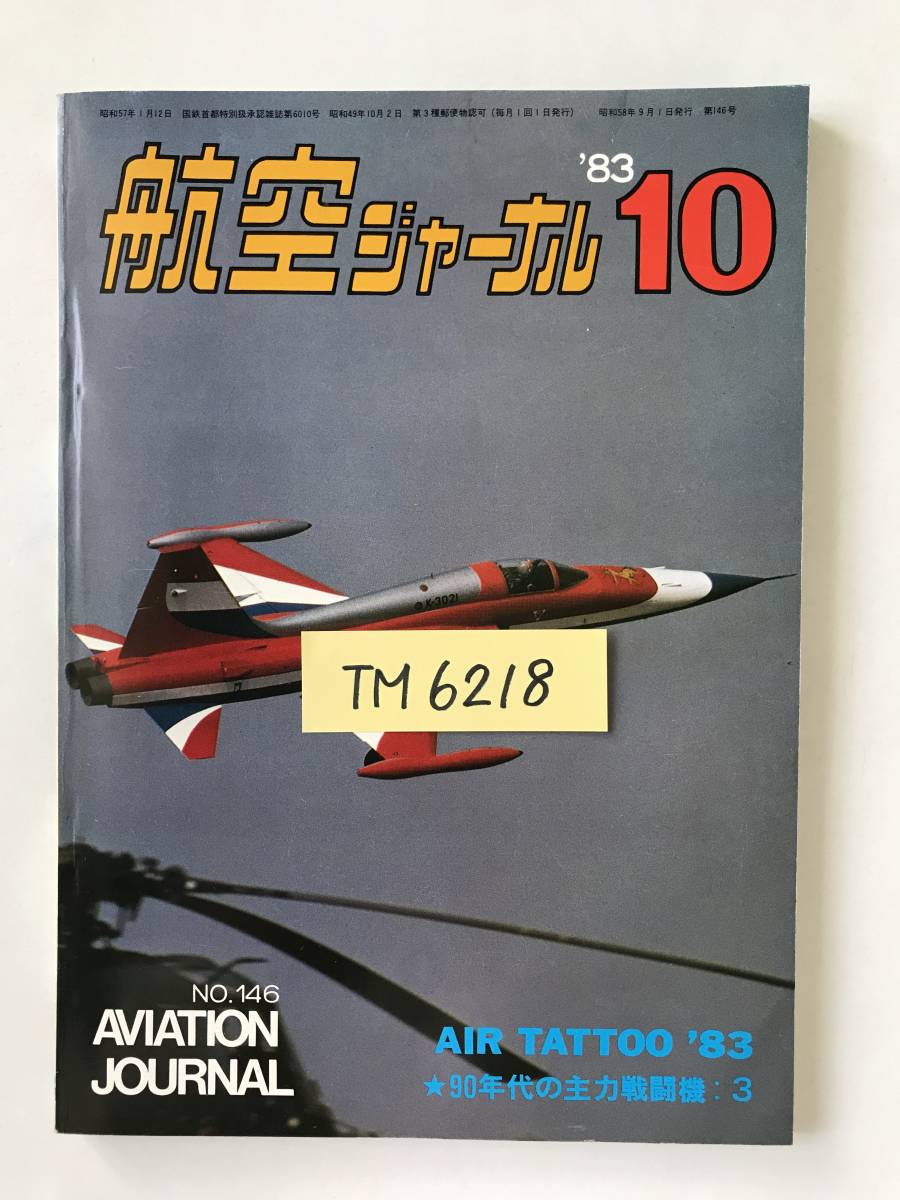 昭和57年1月12日 国鉄首都特別扱承認雑誌第6010号 昭和49年10月2日 第3種郵便物認可（毎月1回1日発行） 昭和58年9月1日発行 第146号
航空ジャーナル '83 10
K-3021
TM6218
NO.146
AVIATION
JOURNAL
AIR TATTOO '83
★90年代の主力戦闘機：3